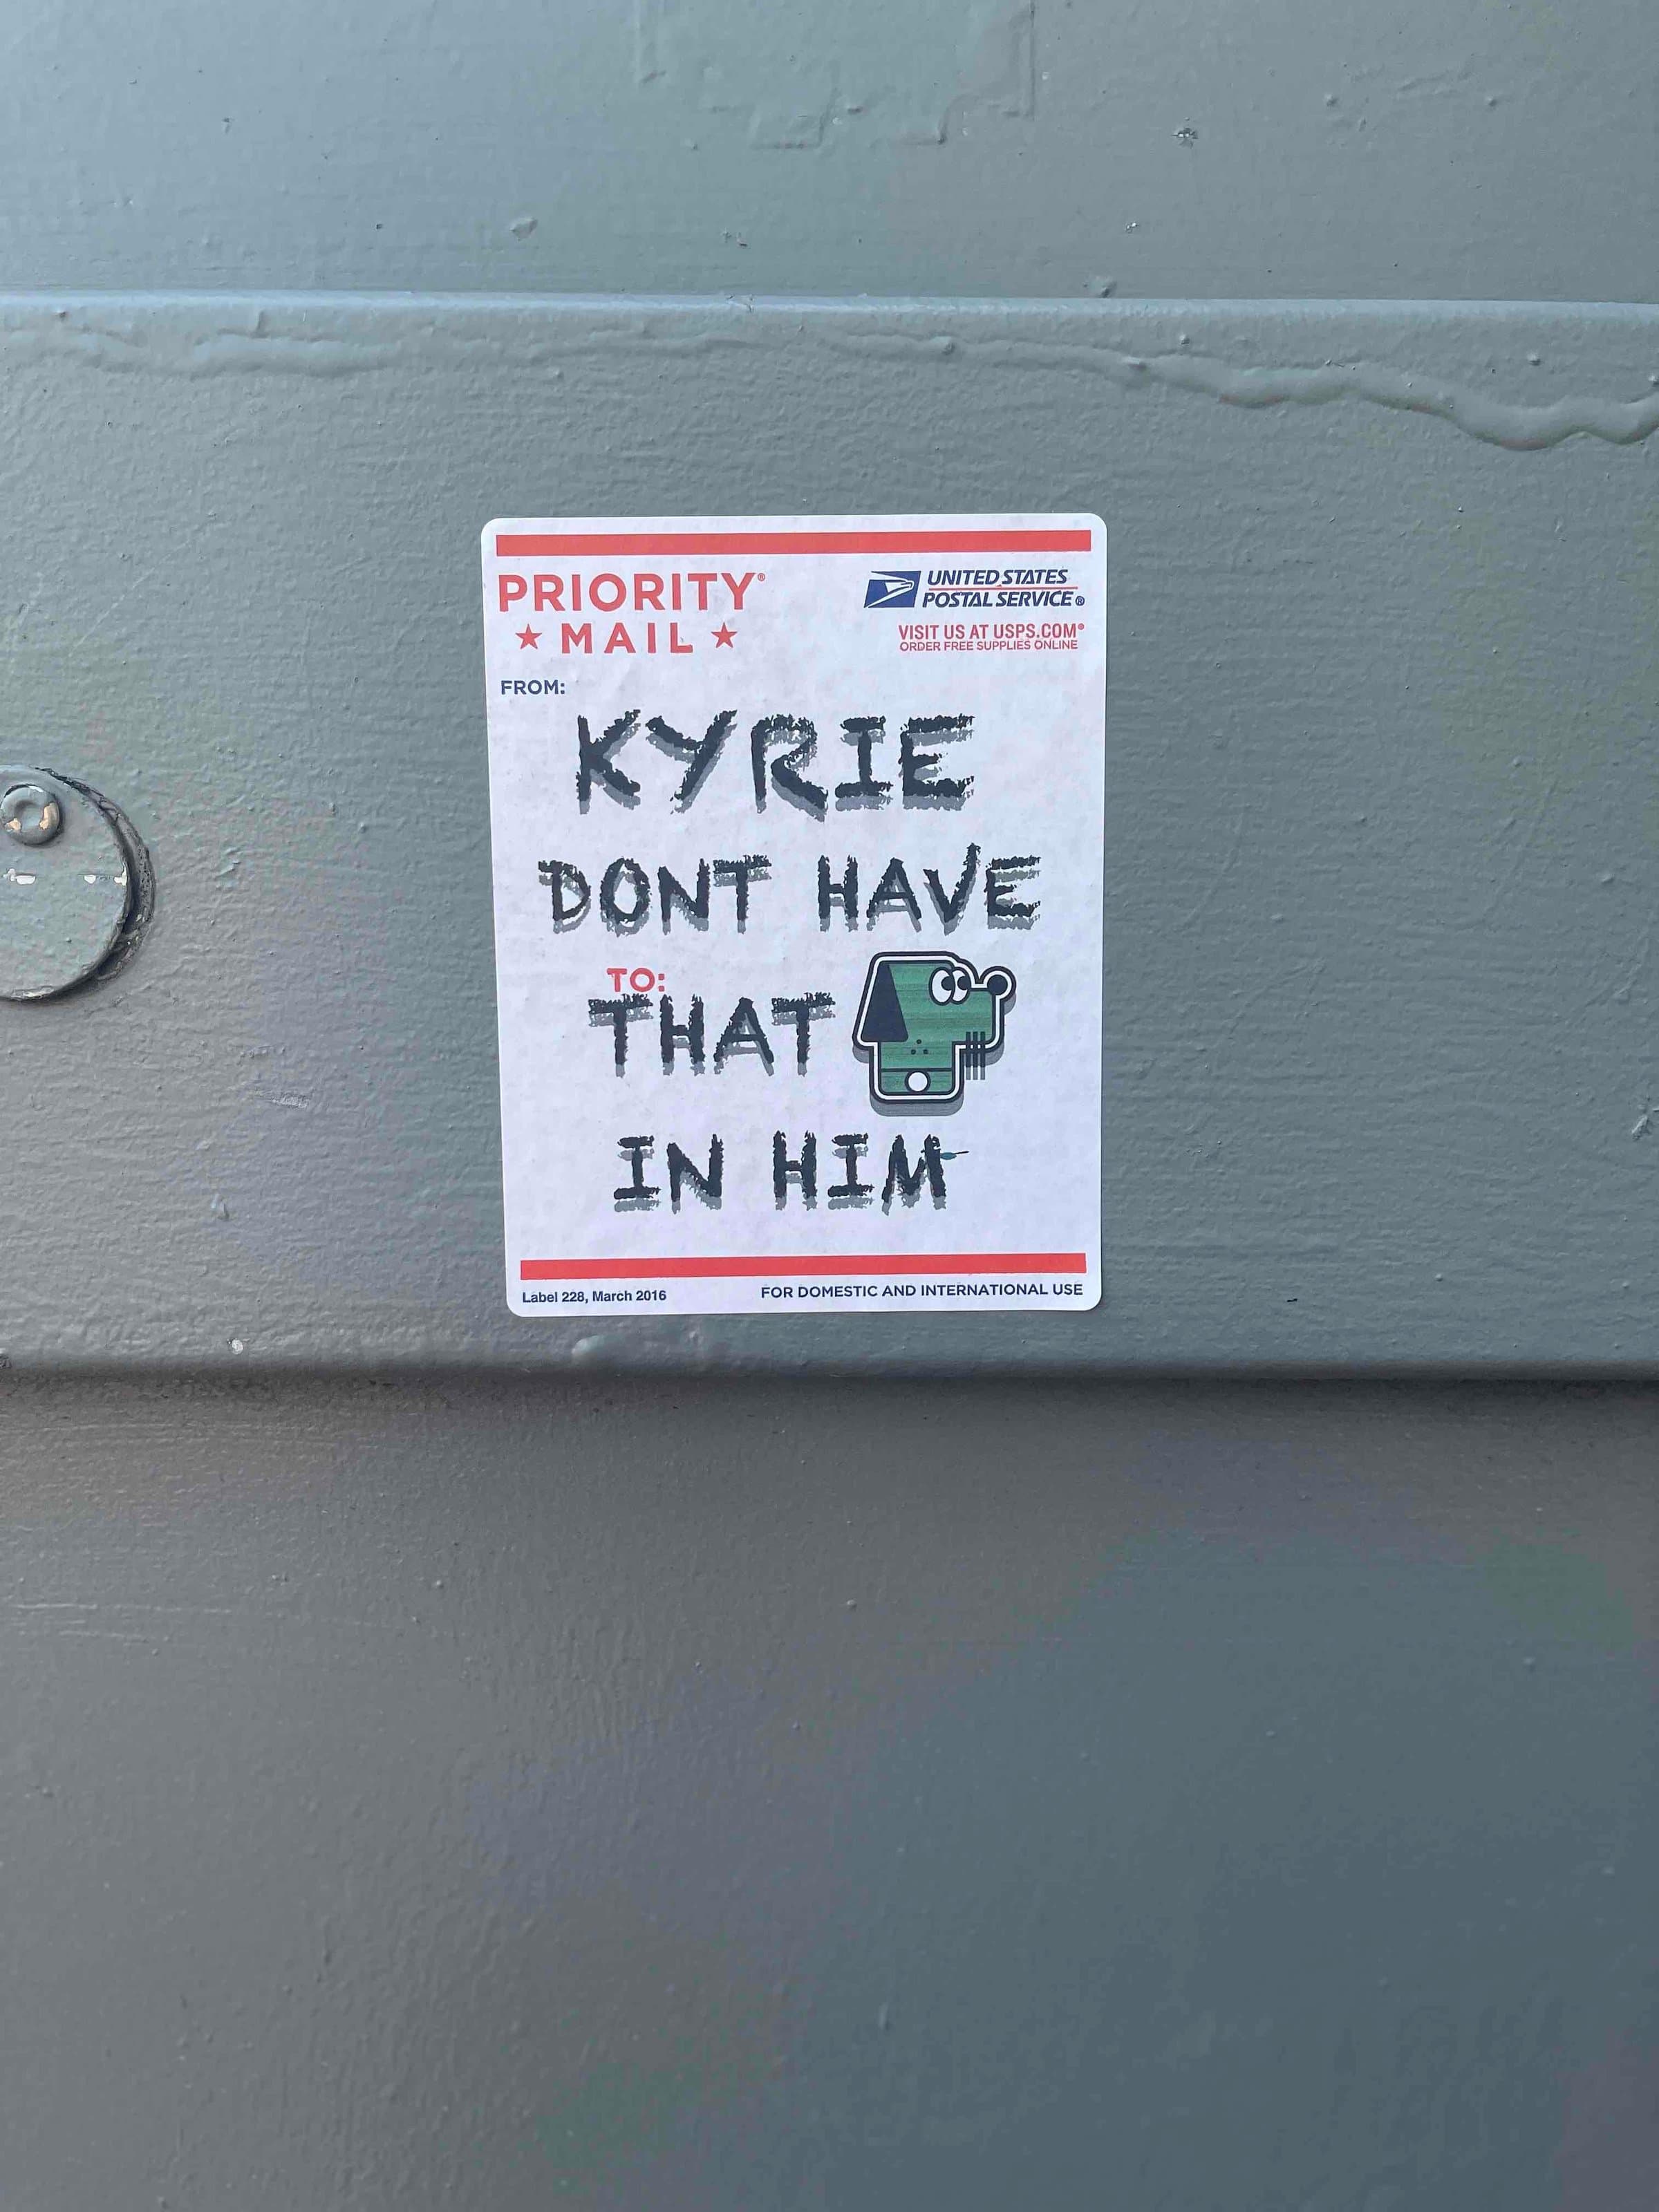 PRIORITY®
★ MAIL ★
UNITED STATES
POSTAL SERVICE®
VISIT US AT USPS.COM®
ORDER FREE SUPPLIES ONLINE
FROM:
KYRIE
DONT HAVE
TO:
THAT
IN HIM
Label 228, March 2016
FOR DOMESTIC AND INTERNATIONAL USE